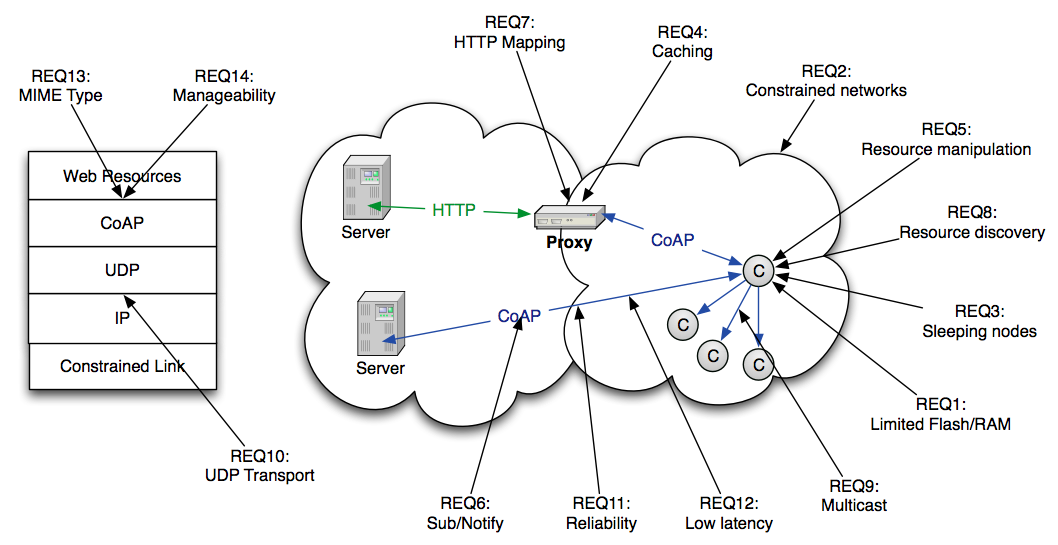 REQ7:
HTTP Mapping
REQ4:
Caching
REQ13:
MIME Type
REQ14:
Manageability
REQ2:
Constrained networks
REQ5:
Resource manipulation
Web Resources
CoAP
UDP
IP
Constrained Link
Server
HTTP
Proxy
CoAP
REQ8:
Resource discovery
C
CoAP
Server
C
C
C
REQ3:
Sleeping nodes
REQ1:
Limited Flash/RAM
REQ10:
UDP Transport
REQ6:
Sub/Notify
REQ11:
Reliability
REQ12:
Low latency
REQ9:
Multicast